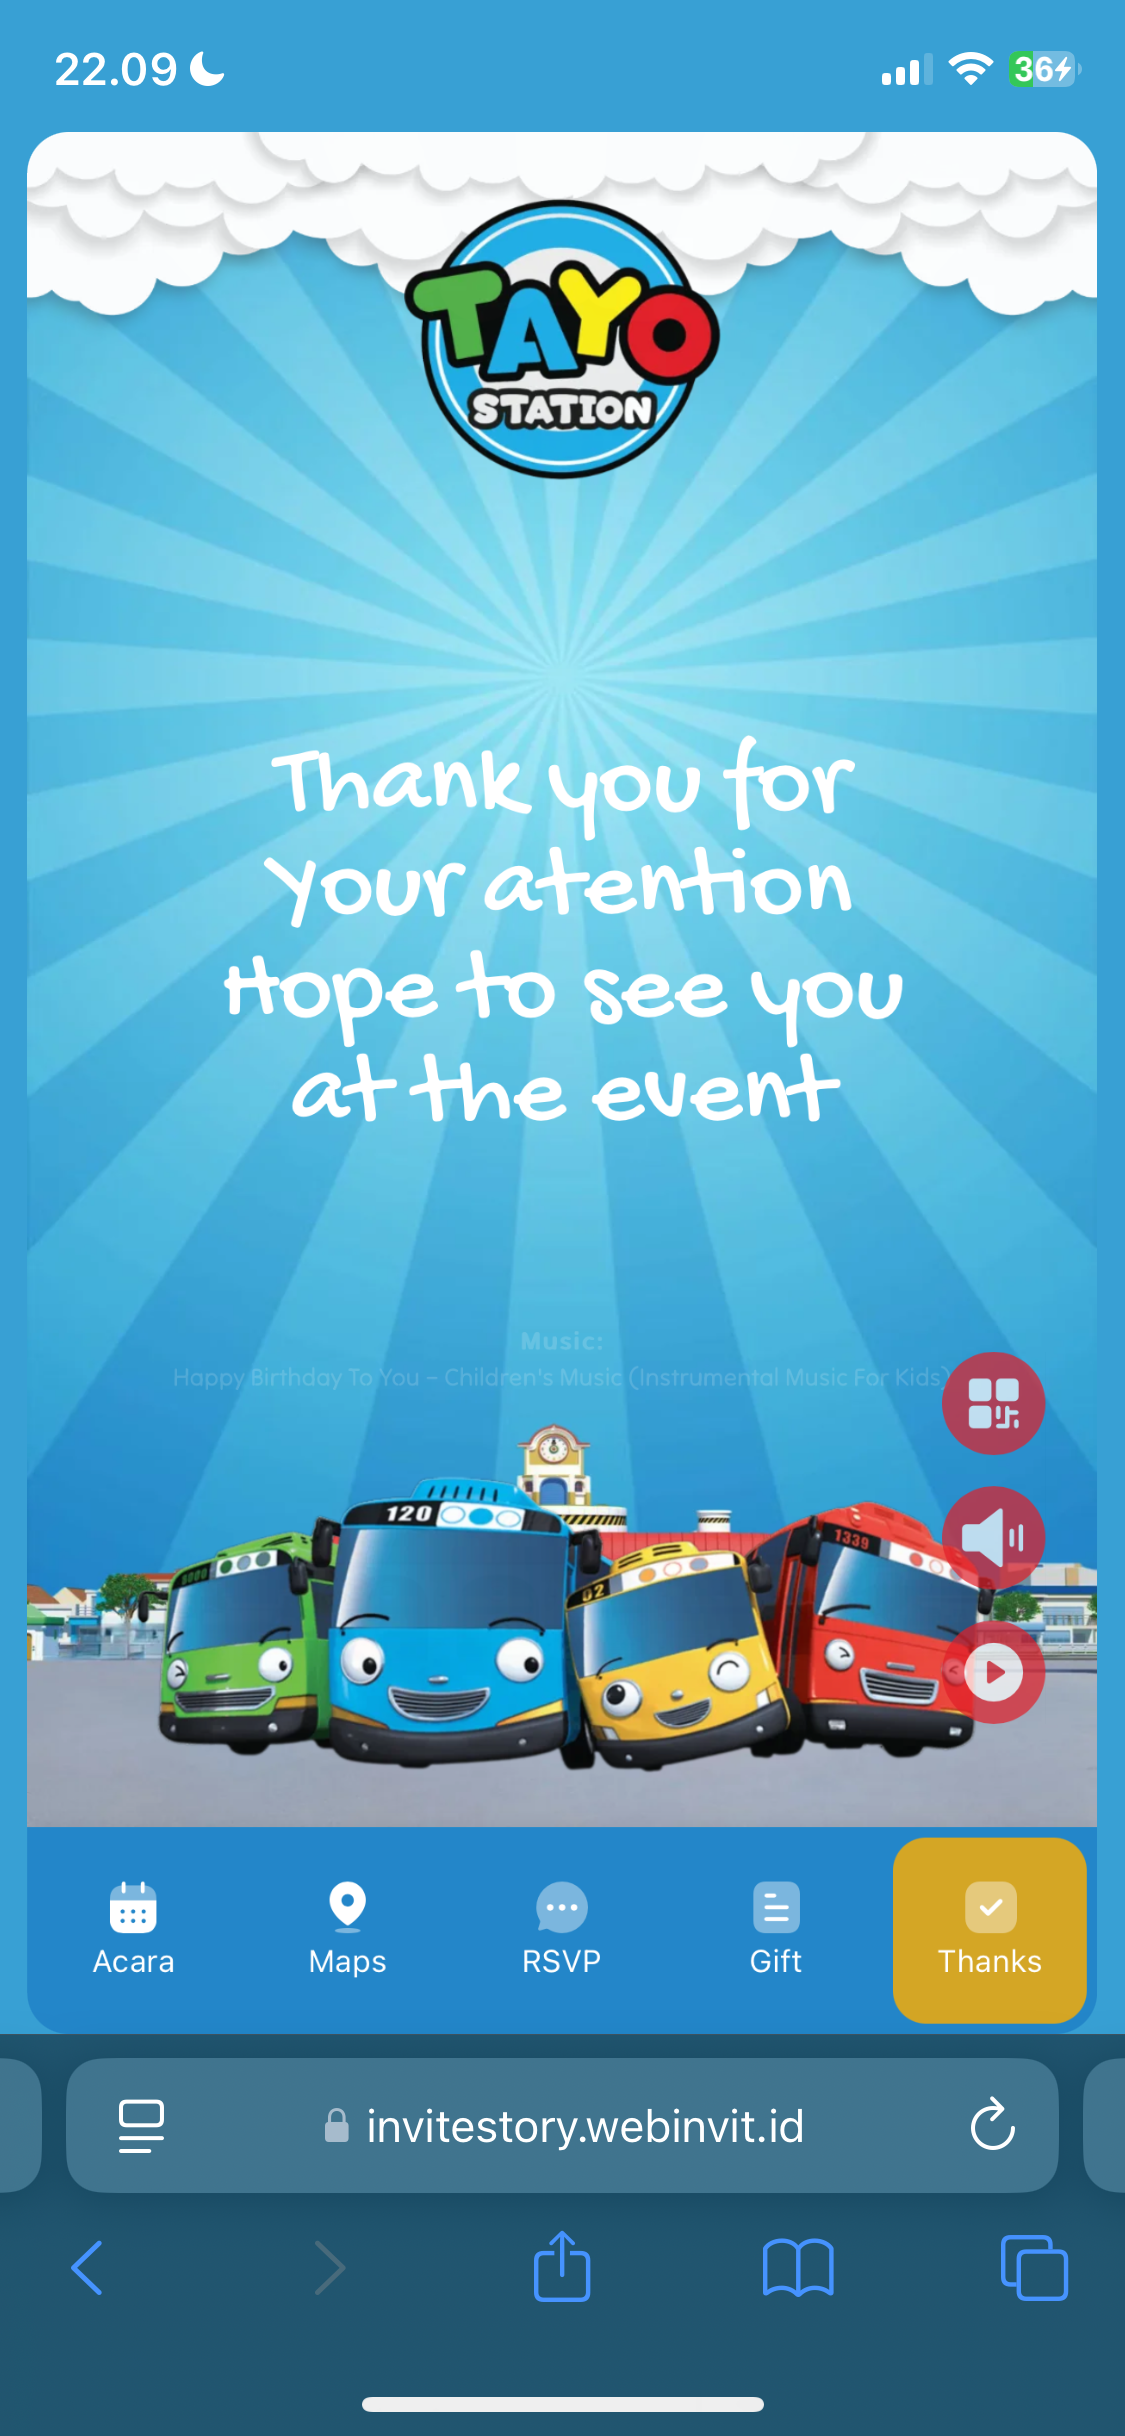 22.09
36
TAYO
STATION
Thank you for
Your atention
Hope to see you
at the event
Music:
Happy Birthday To You – Children's Music (Instrumental Music For Kids)
120
1339
02
Acara
Maps
RSVP
Gift
Thanks
invitestory.webinvit.id